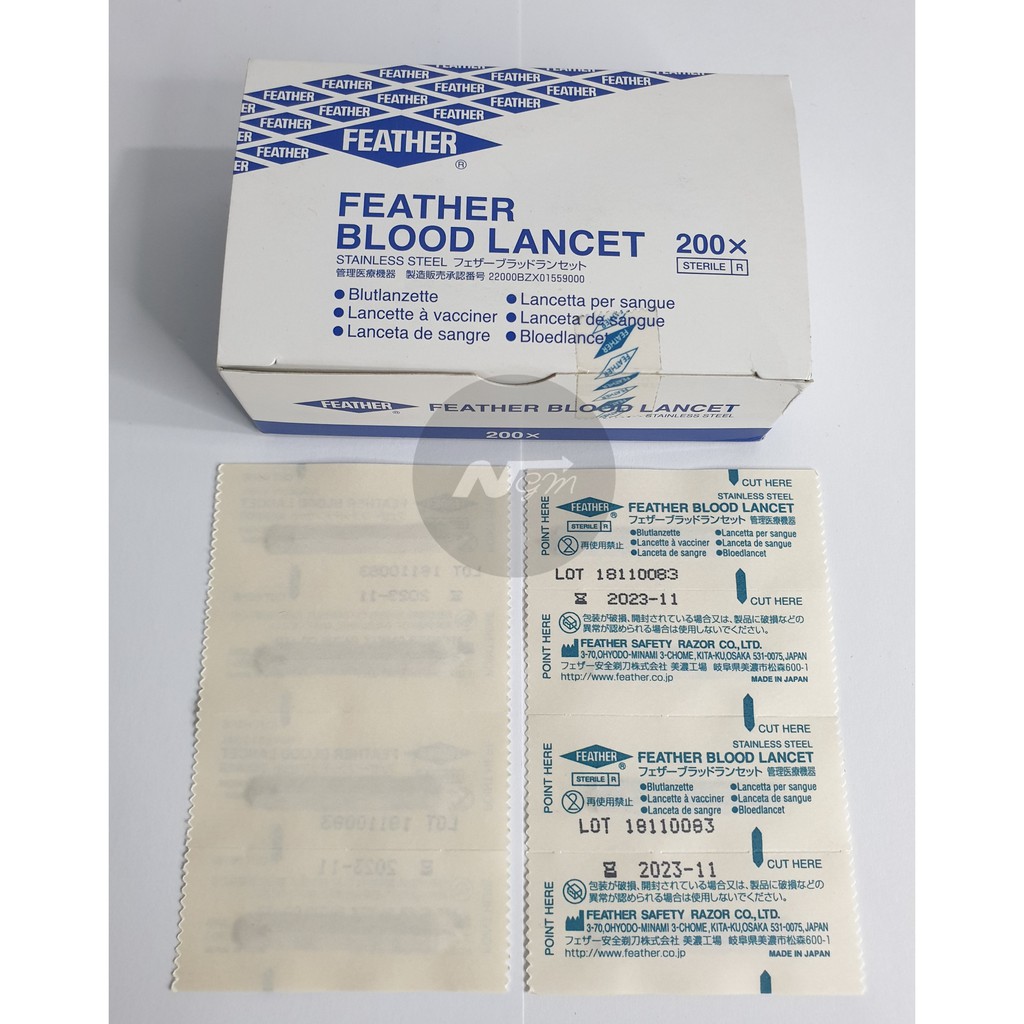 FEATHER FEATHER
FEATHER FEATHER FEATHER
FEATHER FEATHER FEATHER
FEATHER FEATHER
FEATHER
FEATHER
®
FEATHER
BLOOD LANCET 200×
STAINLESS STEEL フェザーブラッドランセット STERILE R
管理医療機器 製造販売承認番号 22000BZX01559000
●Blutlanzette ●Lancetta per sangue
●Lancette à vacciner ●Lanceta de sangue
●Lanceta de sangre ●Bloedlance
FEATHER ® FEATHER BLOOD LANCET
STAINLESS STEEL
200×
Nem
CUT HERE
STAINLESS STEEL
POINT HERE
FEATHER ® FEATHER BLOOD LANCET
STERILE R フェザーブラッドランセット 管理医療機器
●Blutlanzette ●Lancetta per sangue
2 再使用禁止 ●Lancette à vacciner ●Lanceta de sangue
●Lanceta de sangre ●Bloedlancet
LOT 18110083
2023-11 CUT HERE
POINT HERE
包装が破損、開封されている場合又は、製品に破損などの
異常が認められる場合は使用しないでください。
FEATHER SAFETY RAZOR CO.,LTD.
3-70,OHYODO-MINAMI 3-CHOME,KITA-KU,OSAKA 531-0075,JAPAN
フェザー安全剃刀株式会社 美濃工場 岐阜県美濃市松森600-1
http://www.feather.co.jp MADE IN JAPAN
CUT HERE
STAINLESS STEEL
POINT HERE
FEATHER ® FEATHER BLOOD LANCET
STERILE R フェザーブラッドランセット 管理医療機器
●Blutlanzette ●Lancetta per sangue
2 再使用禁止 ●Lancette à vacciner ●Lanceta de sangue
●Lanceta de sangre ●Bloedlancet
LOT 18110083
2023-11 CUT HERE
POINT HERE
包装が破損、開封されている場合又は、製品に破損などの
異常が認められる場合は使用しないでください。
FEATHER SAFETY RAZOR CO.,LTD.
3-70,OHYODO-MINAMI 3-CHOME,KITA-KU,OSAKA 531-0075,JAPAN
フェザー安全剃刀株式会社 美濃工場 岐阜県美濃市松森600-1
http://www.feather.co.jp MADE IN JAPAN